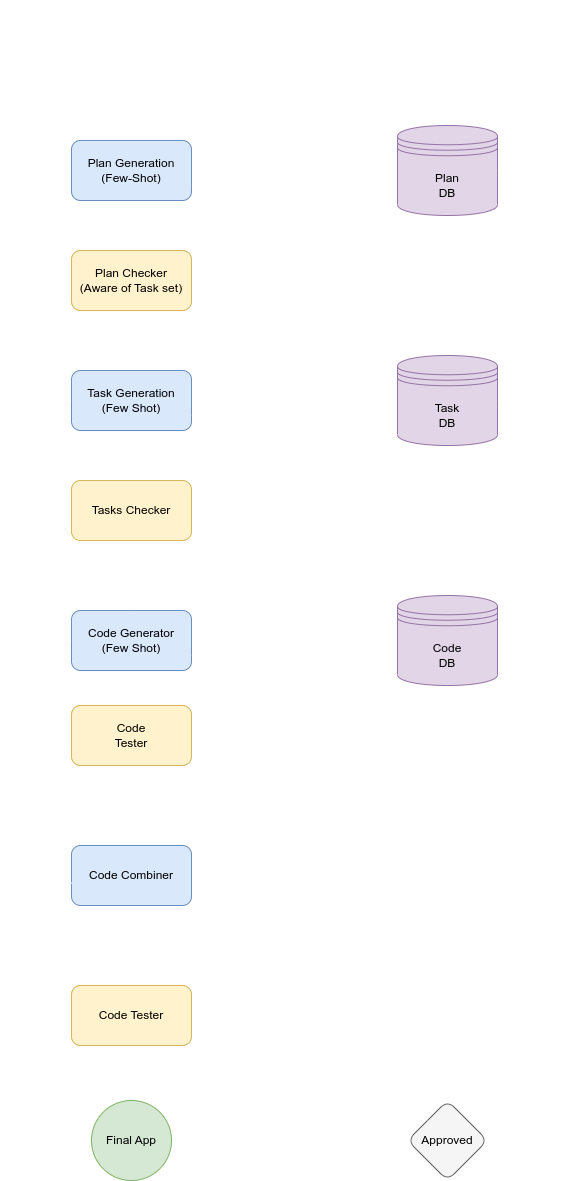 Plan Generation
(Few-Shot)
Plan
DB
Plan Checker
(Aware of Task set)
Task Generation
(Few Shot)
Task
DB
Tasks Checker
Code Generator
(Few Shot)
Code
DB
Code
Tester
Code Combiner
Code Tester
Final App
Approved